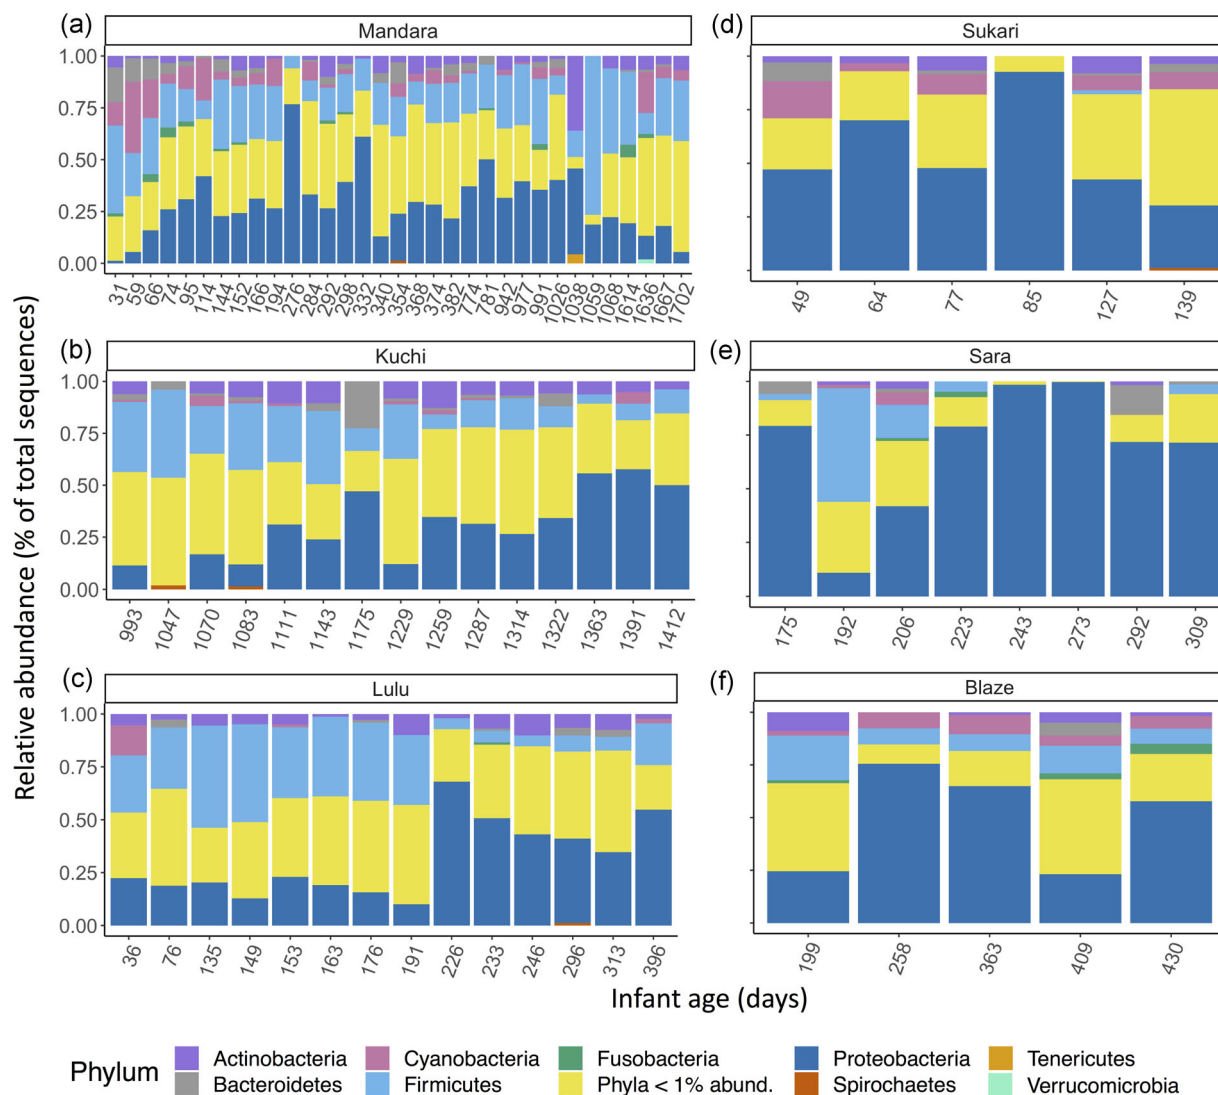 (a)
Mandara
1.00
0.75
0.50
0.25
0.00
31 59 66 74 95 114 144 152 166 194 276 284 292 298 332 340 354 368 374 382 774 781 942 977 991 1026 1038 1059 1068 1614 1636 1667 1702
(d)
Sukari
49 64 77 85 127 139
(b)
Kuchi
1.00
0.75
0.50
0.25
0.00
993 1047 1070 1083 1111 1143 1175 1229 1259 1287 1314 1322 1363 1391 1412
(e)
Sara
175 192 206 223 243 273 292 309
(c)
Lulu
1.00
0.75
0.50
0.25
0.00
36 76 135 149 153 163 176 191 226 233 246 296 313 396
(f)
Blaze
199 258 363 409 430
Relative abundance (% of total sequences)
Infant age (days)
Phylum
Actinobacteria Cyanobacteria Fusobacteria Proteobacteria Tenericutes
Bacteroidetes Firmicutes Phyla < 1% abund. Spirochaetes Verrucomicrobia